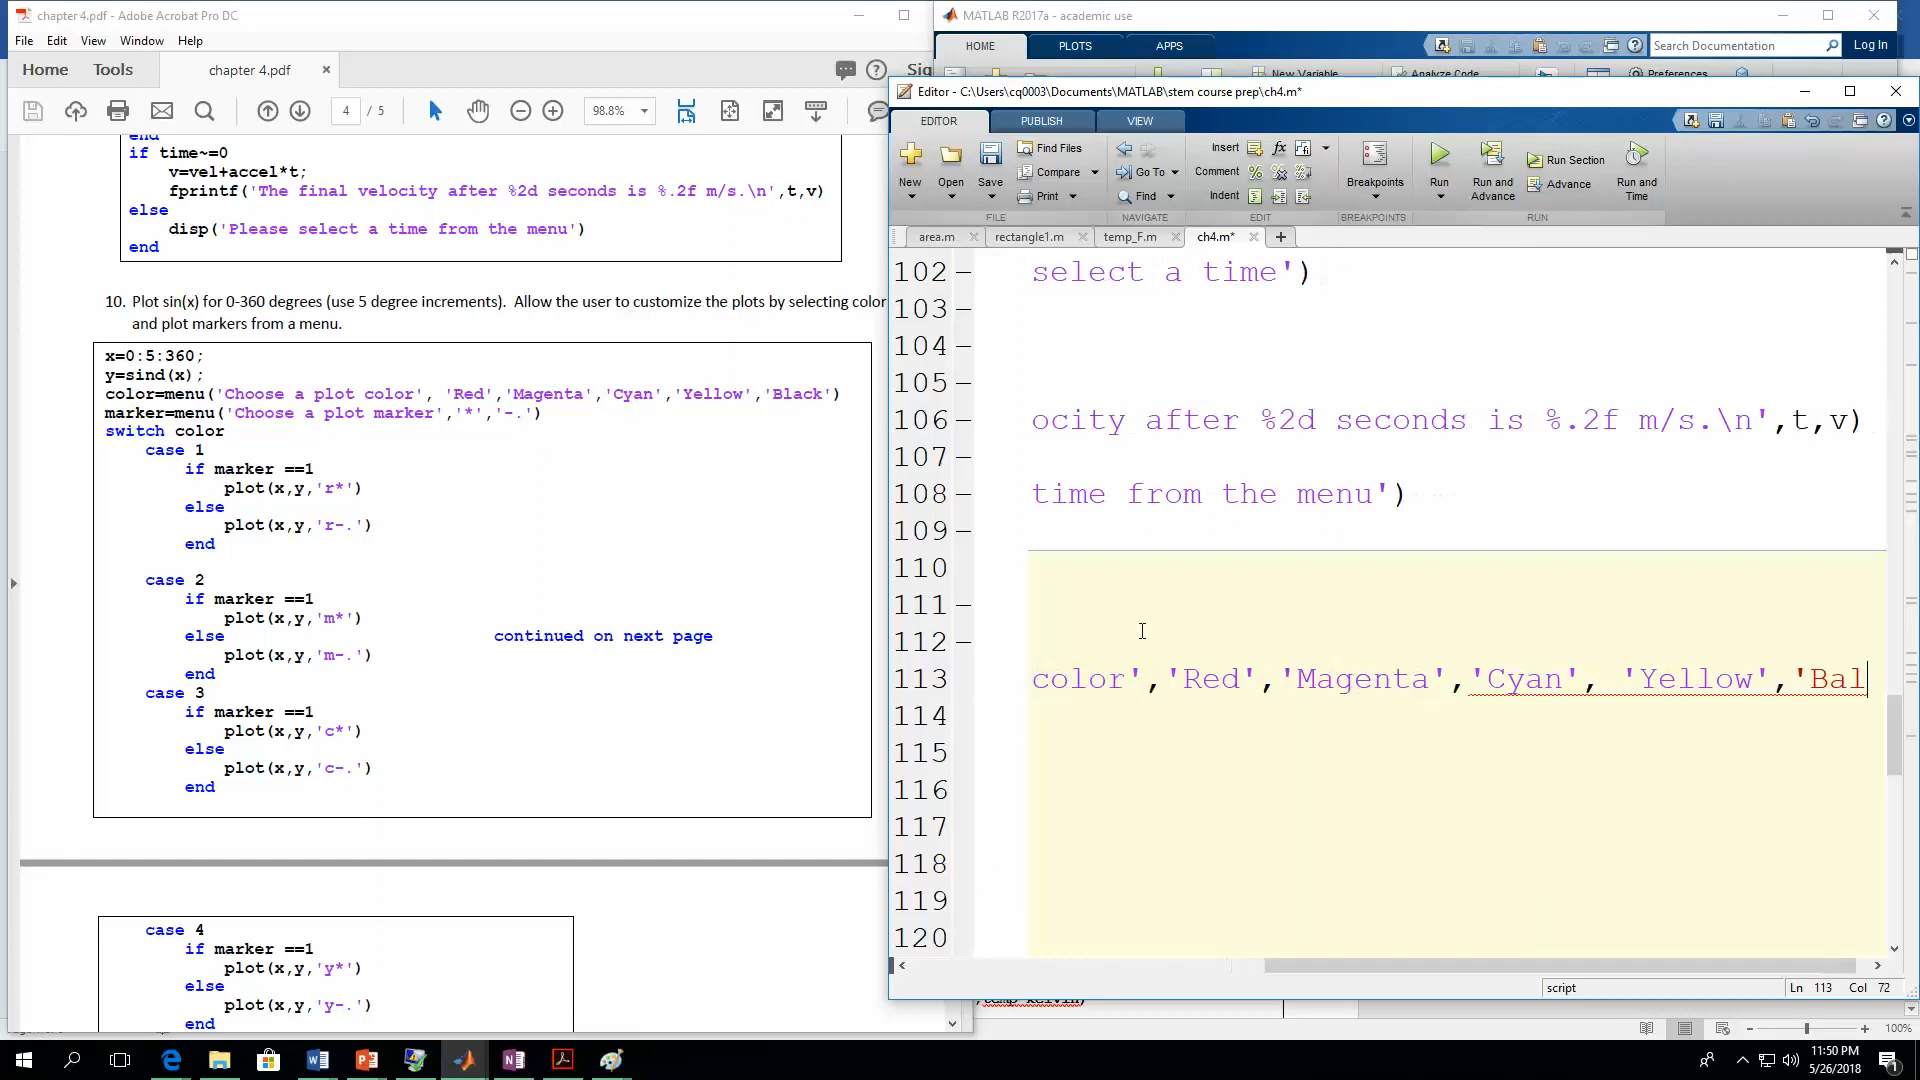 chapter 4.pdf - Adobe Acrobat Pro DC
File Edit View Window Help
Home Tools chapter 4.pdf × ?
4 / 5 98.8%
end
if time~=0
v=vel+accel*t;
fprintf('The final velocity after %2d seconds is %.2f m/s.\n',t,v)
else
disp('Please select a time from the menu')
end
10. Plot sin(x) for 0-360 degrees (use 5 degree increments). Allow the user to customize the plots by selecting color
and plot markers from a menu.
x=0:5:360;
y=sind(x);
color=menu('Choose a plot color', 'Red','Magenta','Cyan','Yellow','Black')
marker=menu('Choose a plot marker','*','-.')
switch color
case 1
if marker ==1
plot(x,y,'r*')
else
plot(x,y,'r-.')
end
case 2
if marker ==1
plot(x,y,'m*')
else continued on next page
plot(x,y,'m-.')
end
case 3
if marker ==1
plot(x,y,'c*')
else
plot(x,y,'c-.')
end
case 4
if marker ==1
plot(x,y,'y*')
else
plot(x,y,'y-.')
end
MATLAB R2017a - academic use
HOME PLOTS APPS Search Documentation Log In
New Variable Analyze Code Preferences
Editor - C:\Users\cq0003\Documents\MATLAB\stem course prep\ch4.m*
EDITOR PUBLISH VIEW
New Open Save Find Files Compare Print
Go To Find
Insert Comment Indent
Breakpoints Run Run and Advance Run Section Advance Run and Time
FILE NAVIGATE EDIT BREAKPOINTS RUN
area.m × rectangle1.m × temp_F.m × ch4.m* × +
102 – select a time')
103 –
104 –
105 –
106 – ocity after %2d seconds is %.2f m/s.\n',t,v)
107 –
108 – time from the menu')
109 –
110
111 –
112 –
113 color','Red','Magenta','Cyan', 'Yellow','Bal
114
115
116
117
118
119
120
script Ln 113 Col 72
100%
11:50 PM
5/26/2018